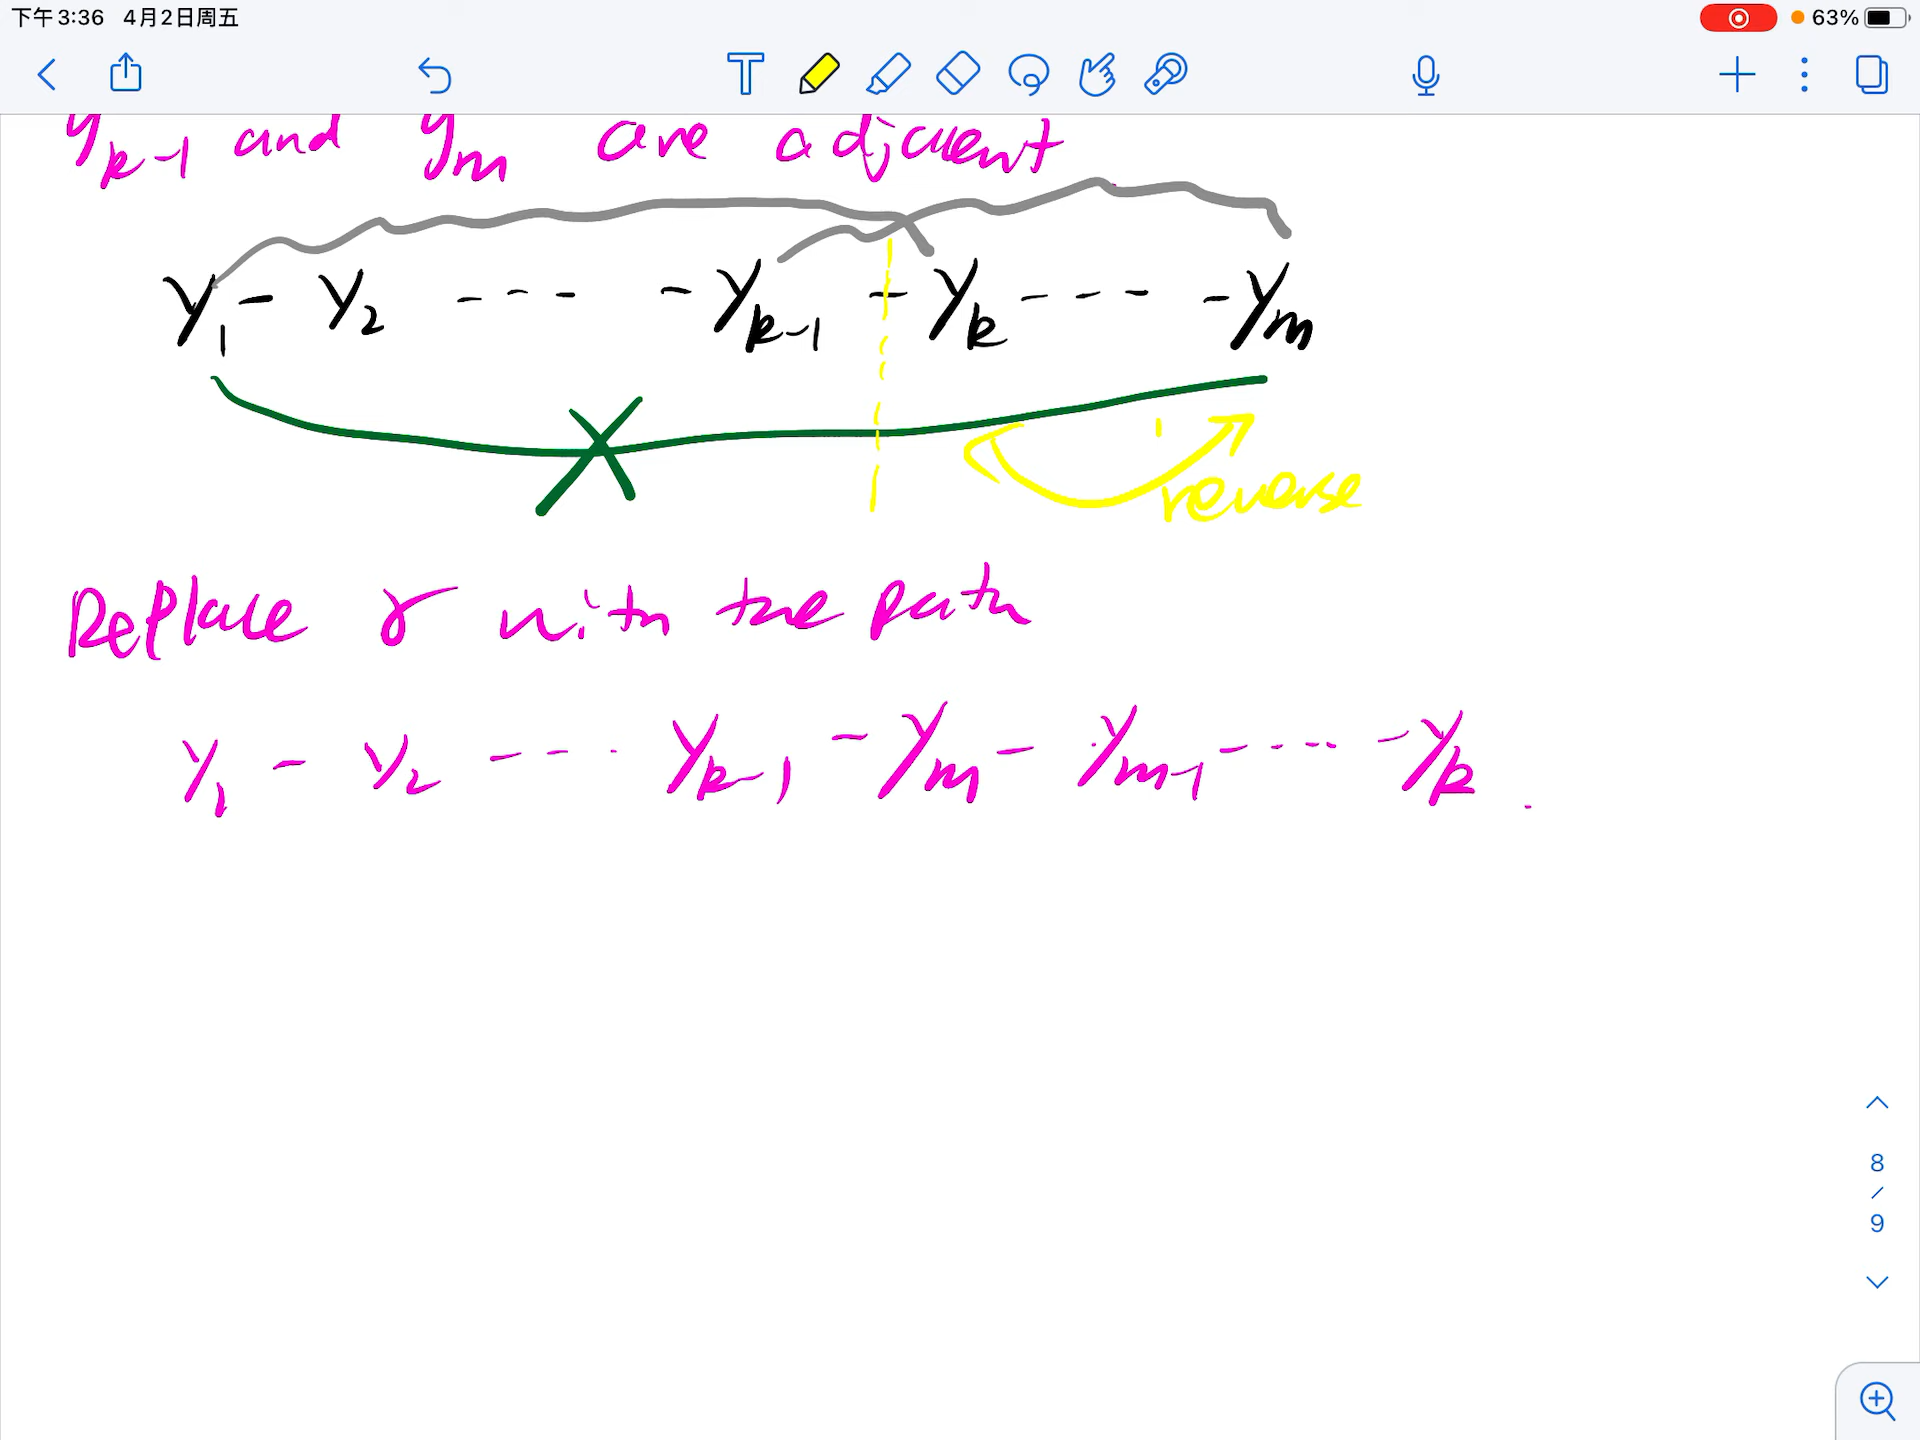 下午3:36 4月2日周五
63%
T
y_{k-1} and y_m are adjacent
y_1 - y_2 ---- - y_{k-1} - y_k ---- - y_m
reverse
Replace γ with the path
y_1 - y_2 ---- y_{k-1} - y_m - y_{m-1} ---- - y_k .
8
/
9